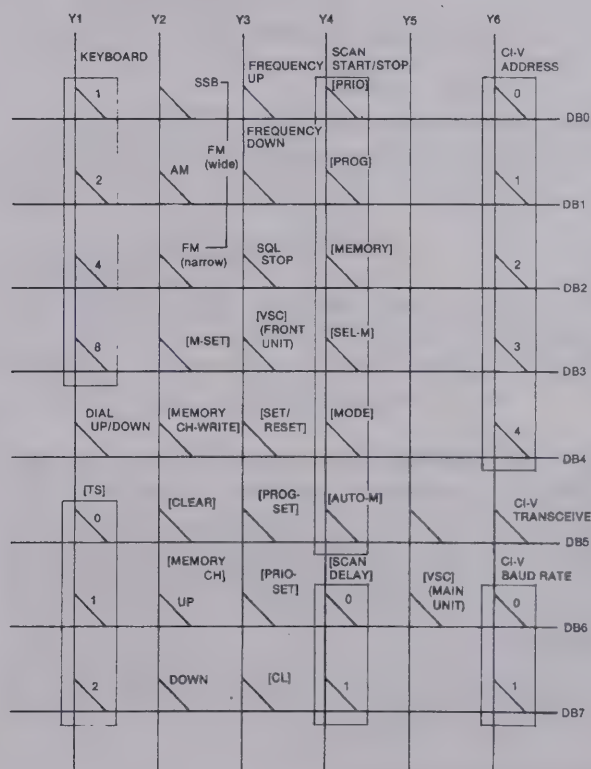 Y1 Y2 Y3 Y4 Y5 Y6
KEYBOARD
SSB
FREQUENCY
UP
SCAN
START/STOP
[PRIO]
CI-V
ADDRESS
1
0
DB0
FREQUENCY
DOWN
FM
(wide)
2
AM
[PROG]
1
DB1
4
FM
(narrow)
SQL
STOP
[MEMORY]
2
DB2
8
[M-SET]
[VSC]
(FRONT
UNIT)
[SEL-M]
3
DB3
DIAL
UP/DOWN
[MEMORY
CH-WRITE]
[SET/
RESET]
[MODE]
4
DB4
[TS]
0
[CLEAR]
[PROG-
SET]
[AUTO-M]
CI-V
TRANSCEIVE
DB5
1
[MEMORY
CH]
UP
[PRIO-
SET]
[SCAN
DELAY]
0
[VSC]
(MAIN
UNIT)
CI-V
BAUD RATE
0
DB6
2
DOWN
[CL]
1
1
DB7